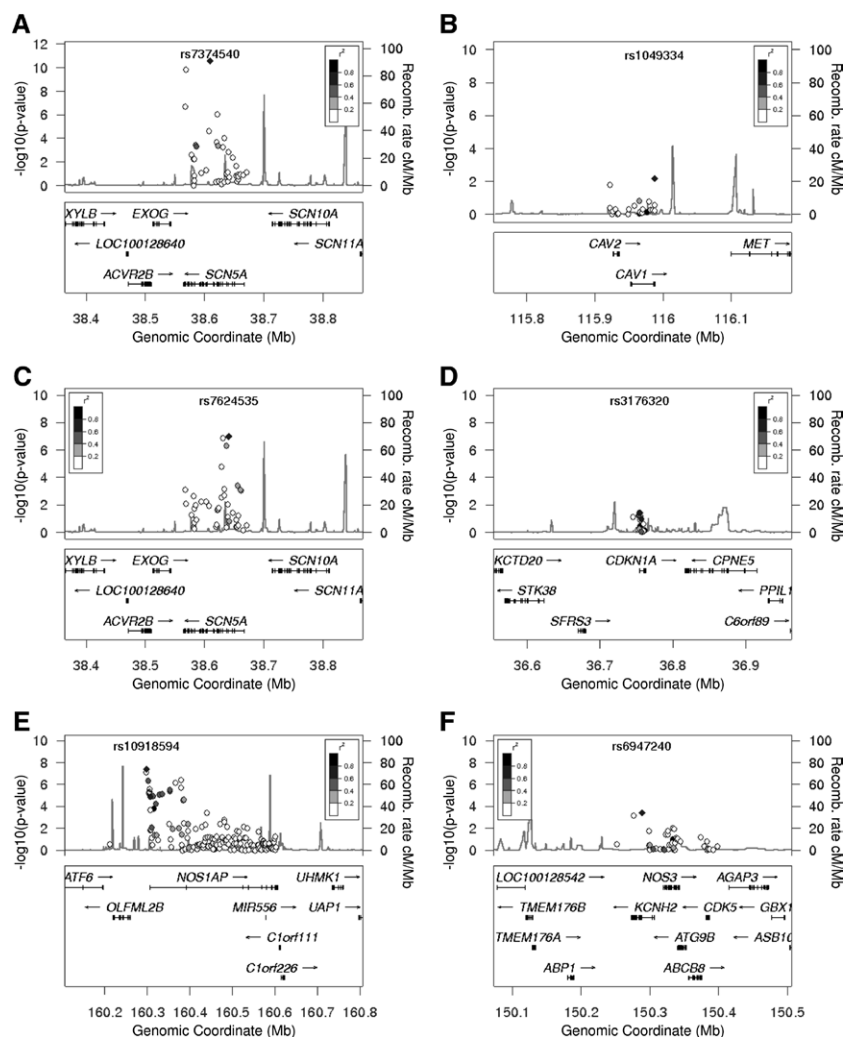 A
rs7374540
-log10(p-value)
12
10
8
6
4
2
0
r²
0.8
0.6
0.4
0.2
100
80
60
40
20
0
Recomb. rate cM/Mb
XYLB
EXOG
SCN10A
LOC100128640
SCN11A
ACVR2B
SCN5A
38.4
38.5
38.6
38.7
38.8
Genomic Coordinate (Mb)
B
rs1049334
-log10(p-value)
10
8
6
4
2
0
r²
0.8
0.6
0.4
0.2
100
80
60
40
20
0
Recomb. rate cM/Mb
CAV2
MET
CAV1
115.8
115.9
116
116.1
Genomic Coordinate (Mb)
C
rs7624535
-log10(p-value)
10
8
6
4
2
0
r²
0.8
0.6
0.4
0.2
100
80
60
40
20
0
Recomb. rate cM/Mb
XYLB
EXOG
SCN10A
LOC100128640
SCN11A
ACVR2B
SCN5A
38.4
38.5
38.6
38.7
38.8
Genomic Coordinate (Mb)
D
rs3176320
-log10(p-value)
10
8
6
4
2
0
r²
0.8
0.6
0.4
0.2
100
80
60
40
20
0
Recomb. rate cM/Mb
KCTD20
CDKN1A
CPNE5
STK38
PPIL1
SFRS3
C6orf89
36.6
36.7
36.8
36.9
Genomic Coordinate (Mb)
E
rs10918594
-log10(p-value)
10
8
6
4
2
0
r²
0.8
0.6
0.4
0.2
100
80
60
40
20
0
Recomb. rate cM/Mb
ATF6
NOS1AP
UHMK1
OLFML2B
MIR556
UAP1
C1orf111
C1orf226
160.2
160.3
160.4
160.5
160.6
160.7
160.8
Genomic Coordinate (Mb)
F
rs6947240
-log10(p-value)
10
8
6
4
2
0
r²
0.8
0.6
0.4
0.2
100
80
60
40
20
0
Recomb. rate cM/Mb
LOC100128542
NOS3
AGAP3
TMEM176B
KCNH2
CDK5
GBX1
TMEM176A
ATG9B
ASB10
ABP1
ABCB8
150.1
150.2
150.3
150.4
150.5
Genomic Coordinate (Mb)